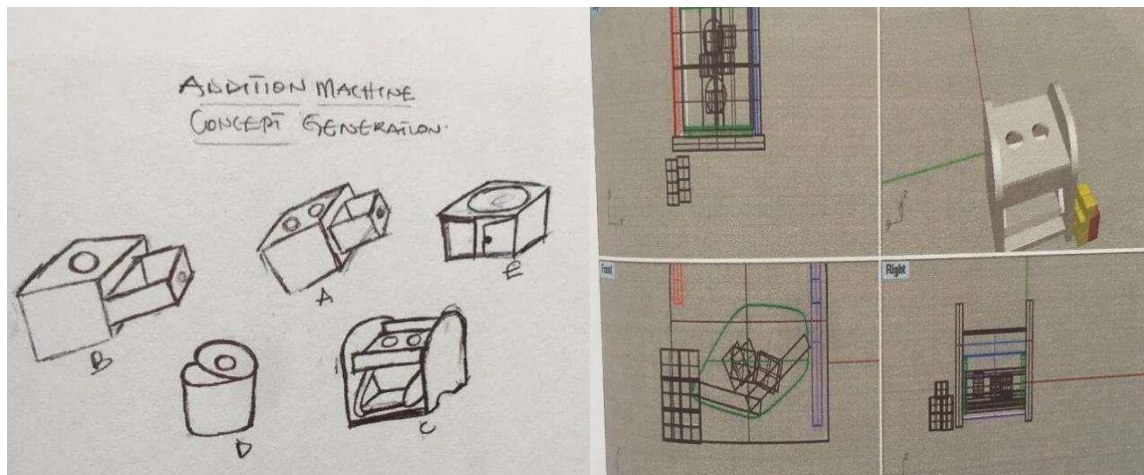 ADDITION MACHINE
CONCEPT GENERATION.
A
E
B
D
C
Front
Right